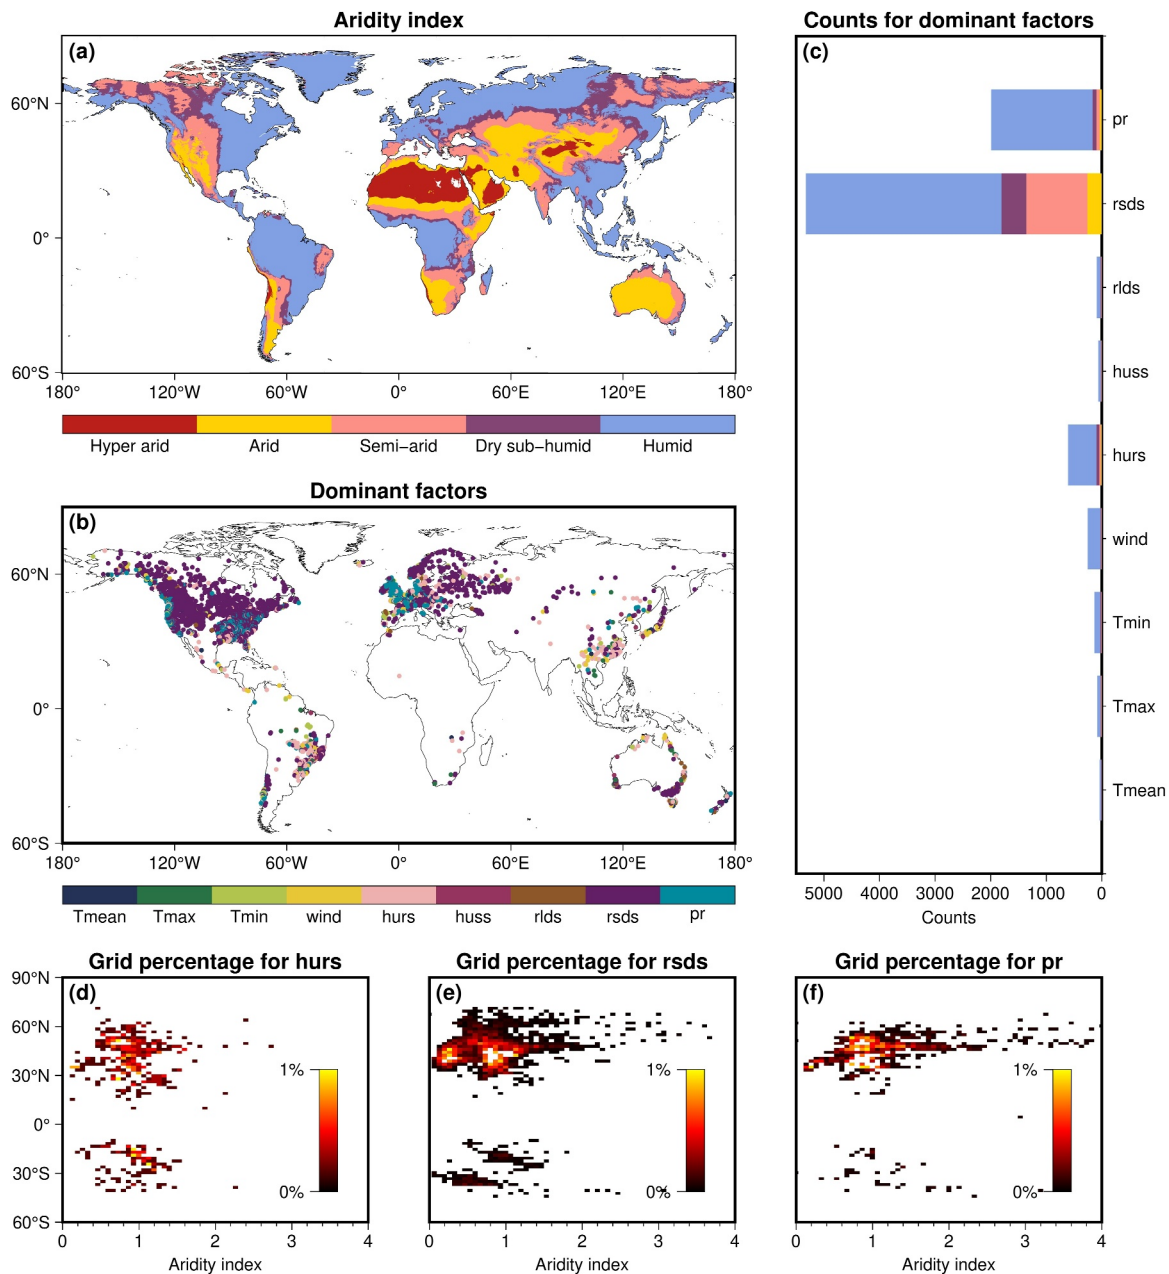 Aridity index
(a)
60°N
0°
60°S
180° 120°W 60°W 0° 60°E 120°E 180°
Hyper arid Arid Semi−arid Dry sub−humid Humid
Dominant factors
(b)
60°N
0°
60°S
180° 120°W 60°W 0° 60°E 120°E 180°
Tmean Tmax Tmin wind hurs huss rlds rsds pr
Counts for dominant factors
(c)
pr
rsds
rlds
huss
hurs
wind
Tmin
Tmax
Tmean
5000 4000 3000 2000 1000 0
Counts
Grid percentage for hurs
(d)
90°N
60°N
30°N
0°
30°S
60°S
1%
0%
0 1 2 3 4
Aridity index
Grid percentage for rsds
(e)
1%
0%
0 1 2 3 4
Aridity index
Grid percentage for pr
(f)
1%
0%
0 1 2 3 4
Aridity index